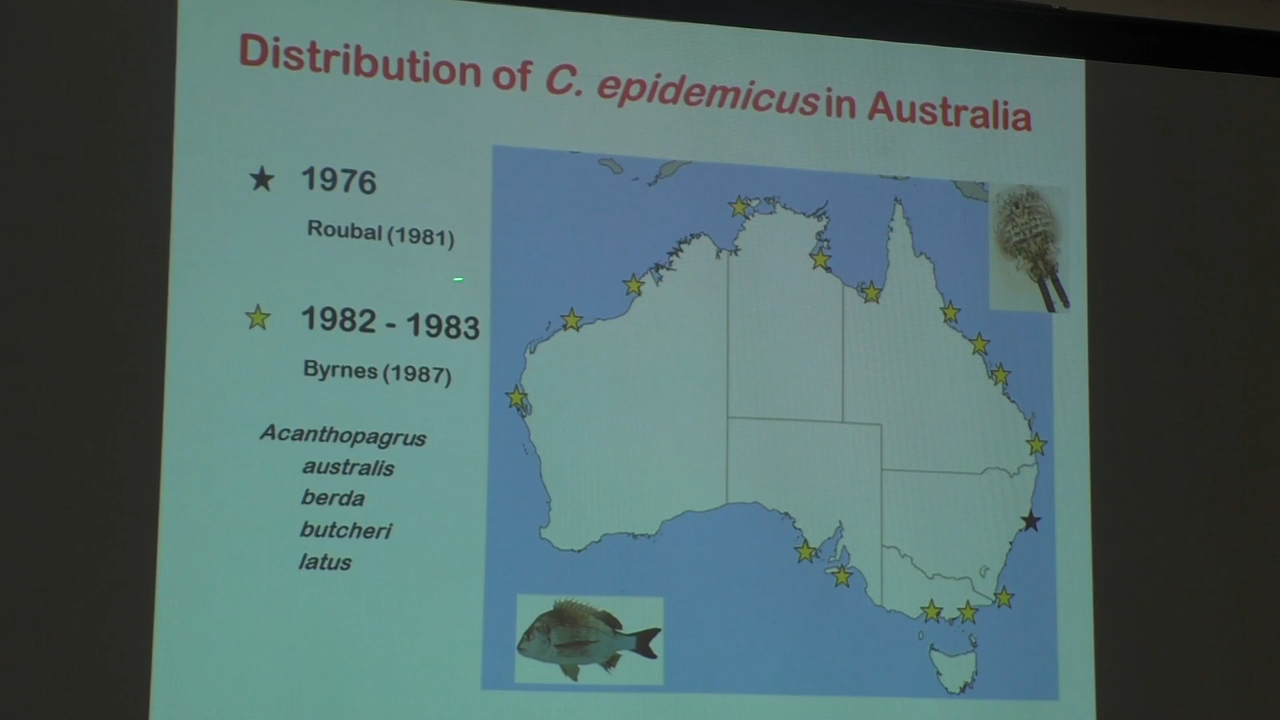 Distribution of C. epidemicus in Australia
1976
Roubal (1981)
1982 - 1983
Byrnes (1987)
Acanthopagrus
australis
berda
butcheri
latus